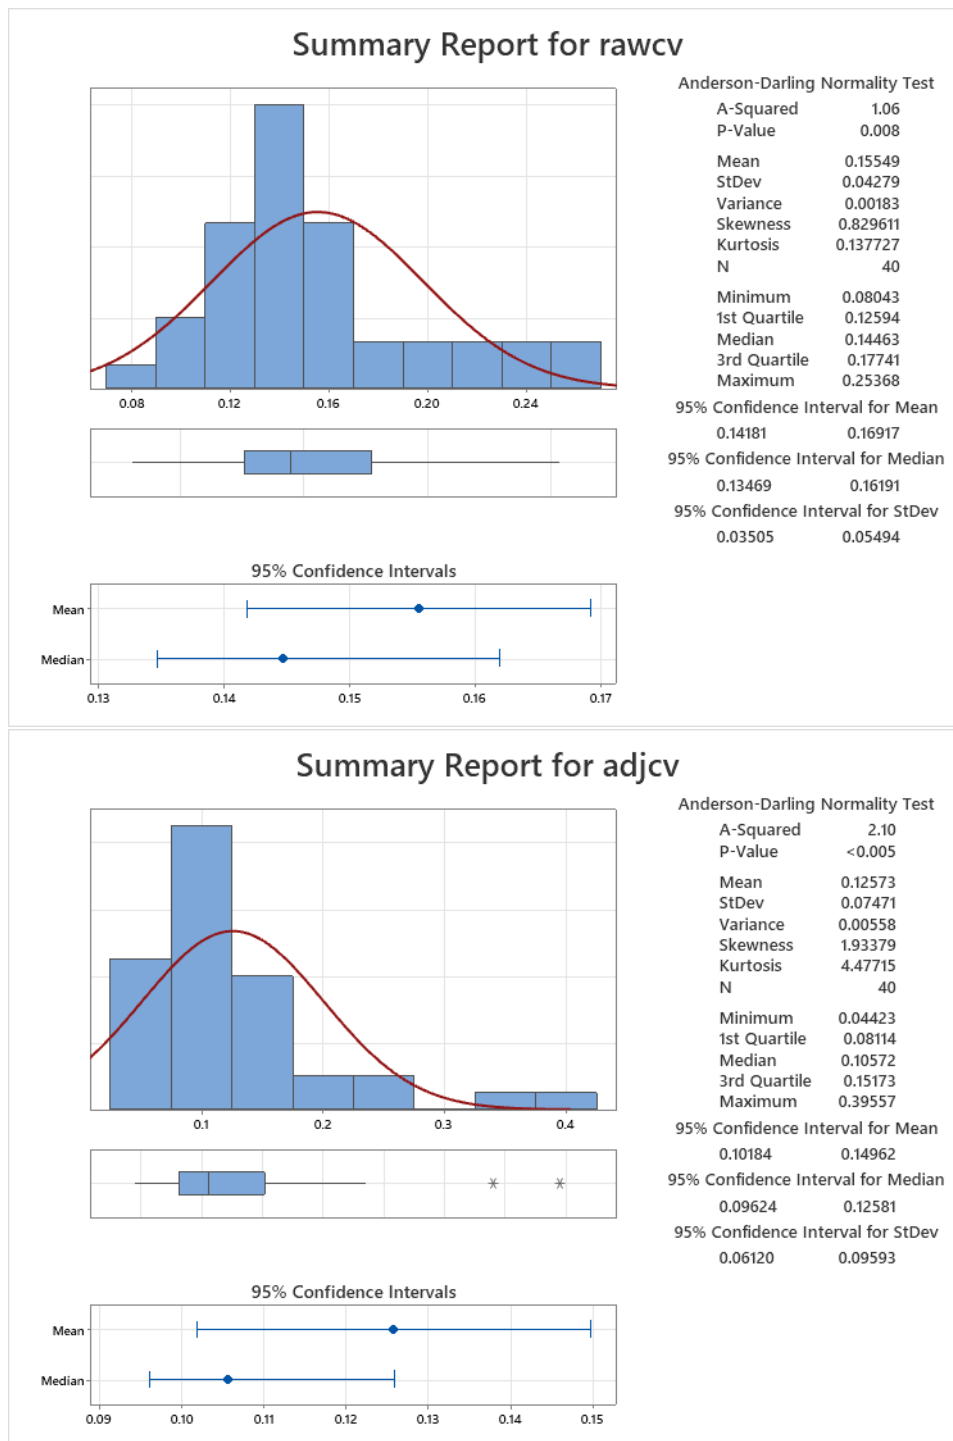 Summary Report for rawcv
Anderson-Darling Normality Test
A-Squared 1.06
P-Value 0.008
Mean 0.15549
StDev 0.04279
Variance 0.00183
Skewness 0.829611
Kurtosis 0.137727
N 40
Minimum 0.08043
1st Quartile 0.12594
Median 0.14463
3rd Quartile 0.17741
Maximum 0.25368
95% Confidence Interval for Mean
0.14181 0.16917
95% Confidence Interval for Median
0.13469 0.16191
95% Confidence Interval for StDev
0.03505 0.05494
0.08 0.12 0.16 0.20 0.24
95% Confidence Intervals
Mean
Median
0.13 0.14 0.15 0.16 0.17
Summary Report for adjcv
Anderson-Darling Normality Test
A-Squared 2.10
P-Value <0.005
Mean 0.12573
StDev 0.07471
Variance 0.00558
Skewness 1.93379
Kurtosis 4.47715
N 40
Minimum 0.04423
1st Quartile 0.08114
Median 0.10572
3rd Quartile 0.15173
Maximum 0.39557
95% Confidence Interval for Mean
0.10184 0.14962
95% Confidence Interval for Median
0.09624 0.12581
95% Confidence Interval for StDev
0.06120 0.09593
0.1 0.2 0.3 0.4
95% Confidence Intervals
Mean
Median
0.09 0.10 0.11 0.12 0.13 0.14 0.15